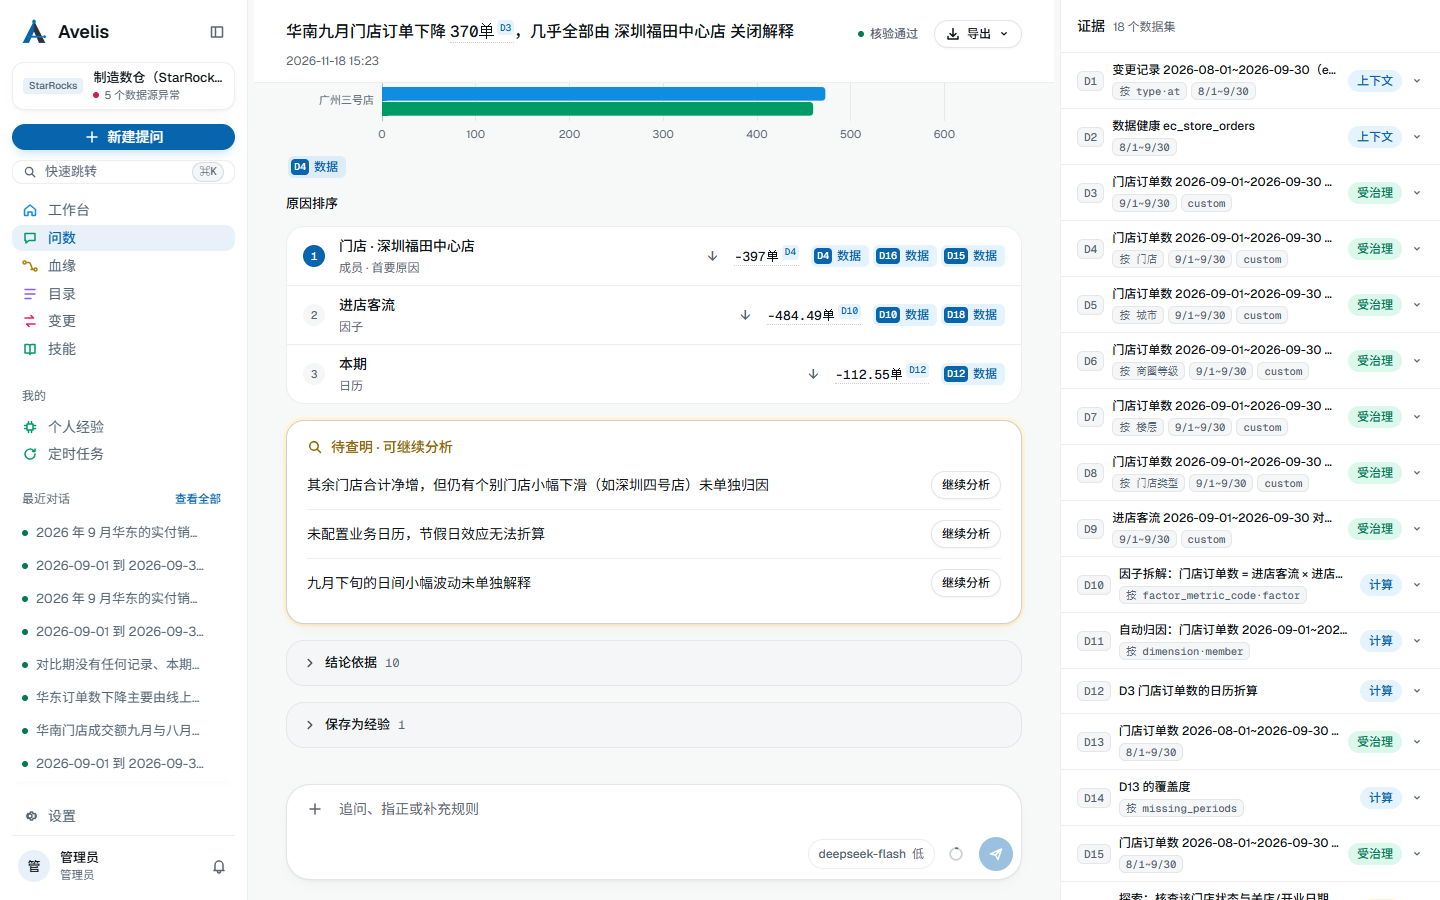 Avelis
StarRocks
制造数仓（StarRock...
5 个数据源异常
新建提问
快速跳转
⌘K
工作台
问数
血缘
目录
变更
技能
我的
个人经验
定时任务
最近对话
查看全部
2026 年 9 月华东的实付销...
2026-09-01 到 2026-09-3...
2026 年 9 月华东的实付销...
2026-09-01 到 2026-09-3...
对比期没有任何记录、本期...
华东订单数下降主要由线上...
华南门店成交额九月与八月...
2026-09-01 到 2026-09-3...
设置
管
管理员
管理员
华南九月门店订单下降 370单 D3，几乎全部由 深圳福田中心店 关闭解释
2026-11-18 15:23
核验通过
导出
广州三号店
0 100 200 300 400 500 600
D4 数据
原因排序
1
门店 · 深圳福田中心店
成员 · 首要原因
-397单 D4
D4 数据
D16 数据
D15 数据
2
进店客流
因子
-484.49单 D10
D10 数据
D18 数据
3
本期
日历
-112.55单 D12
D12 数据
待查明 · 可继续分析
其余门店合计净增，但仍有个别门店小幅下滑（如深圳四号店）未单独归因
继续分析
未配置业务日历，节假日效应无法折算
继续分析
九月下旬的日间小幅波动未单独解释
继续分析
结论依据 10
保存为经验 1
追问、指正或补充规则
deepseek-flash 低
证据 18 个数据集
D1
变更记录 2026-08-01~2026-09-30（e...
按 type·at
8/1~9/30
上下文
D2
数据健康 ec_store_orders
8/1~9/30
上下文
D3
门店订单数 2026-09-01~2026-09-30 ...
9/1~9/30
custom
受治理
D4
门店订单数 2026-09-01~2026-09-30 ...
按 门店
9/1~9/30
custom
受治理
D5
门店订单数 2026-09-01~2026-09-30 ...
按 城市
9/1~9/30
custom
受治理
D6
门店订单数 2026-09-01~2026-09-30 ...
按 商圈等级
9/1~9/30
custom
受治理
D7
门店订单数 2026-09-01~2026-09-30 ...
按 楼层
9/1~9/30
custom
受治理
D8
门店订单数 2026-09-01~2026-09-30 ...
按 门店类型
9/1~9/30
custom
受治理
D9
进店客流 2026-09-01~2026-09-30 对...
9/1~9/30
custom
受治理
D10
因子拆解：门店订单数 = 进店客流 × 进店...
按 factor_metric_code·factor
计算
D11
自动归因：门店订单数 2026-09-01~202...
按 dimension·member
计算
D12
D3 门店订单数的日历折算
计算
D13
门店订单数 2026-08-01~2026-09-30 ...
8/1~9/30
受治理
D14
D13 的覆盖度
按 missing_periods
计算
D15
门店订单数 2026-08-01~2026-09-30 ...
8/1~9/30
受治理
探索：核查该门店状态与关店/开业日期